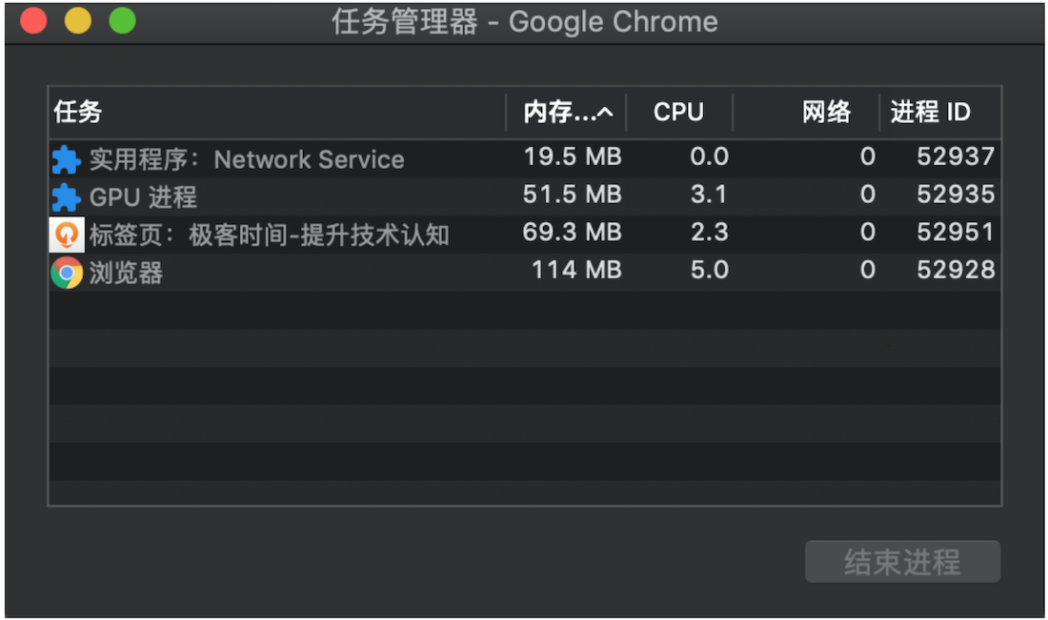 任务管理器 - Google Chrome
任务 内存...^ CPU 网络 进程 ID
实用程序：Network Service 19.5 MB 0.0 0 52937
GPU 进程 51.5 MB 3.1 0 52935
标签页：极客时间-提升技术认知 69.3 MB 2.3 0 52951
浏览器 114 MB 5.0 0 52928
结束进程